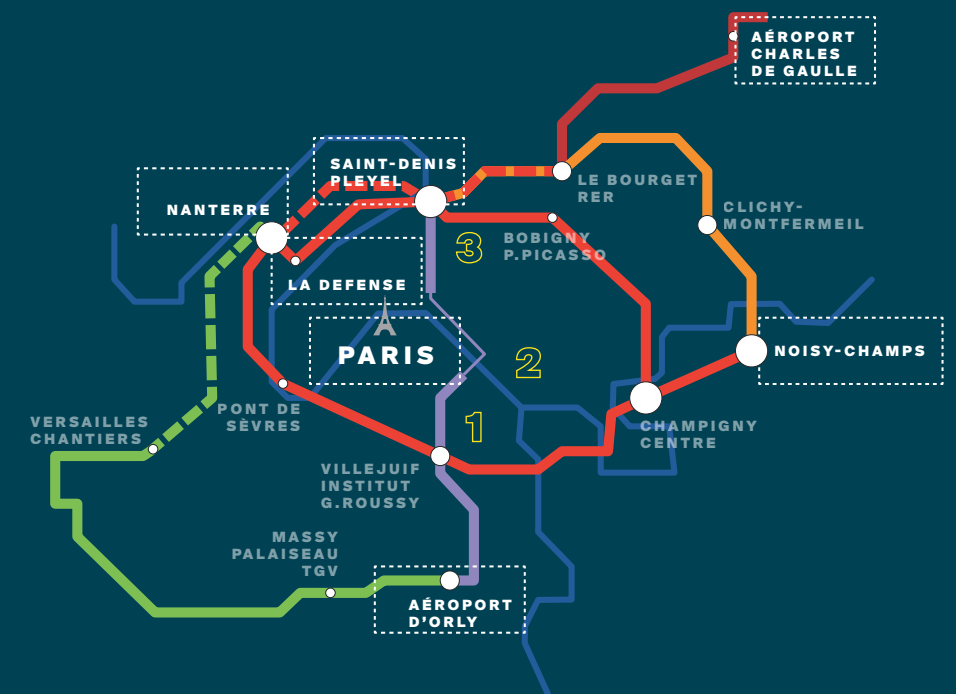 AÉROPORT
CHARLES
DE GAULLE
SAINT-DENIS
PLEYEL
LE BOURGET
RER
NANTERRE
CLICHY-
MONTFERMEIL
3
BOBIGNY
P.PICASSO
LA DEFENSE
PARIS
2
NOISY-CHAMPS
PONT DE
SÈVRES
VERSAILLES
CHANTIERS
1
CHAMPIGNY
CENTRE
VILLEJUIF
INSTITUT
G.ROUSSY
MASSY
PALAISEAU
TGV
AÉROPORT
D'ORLY